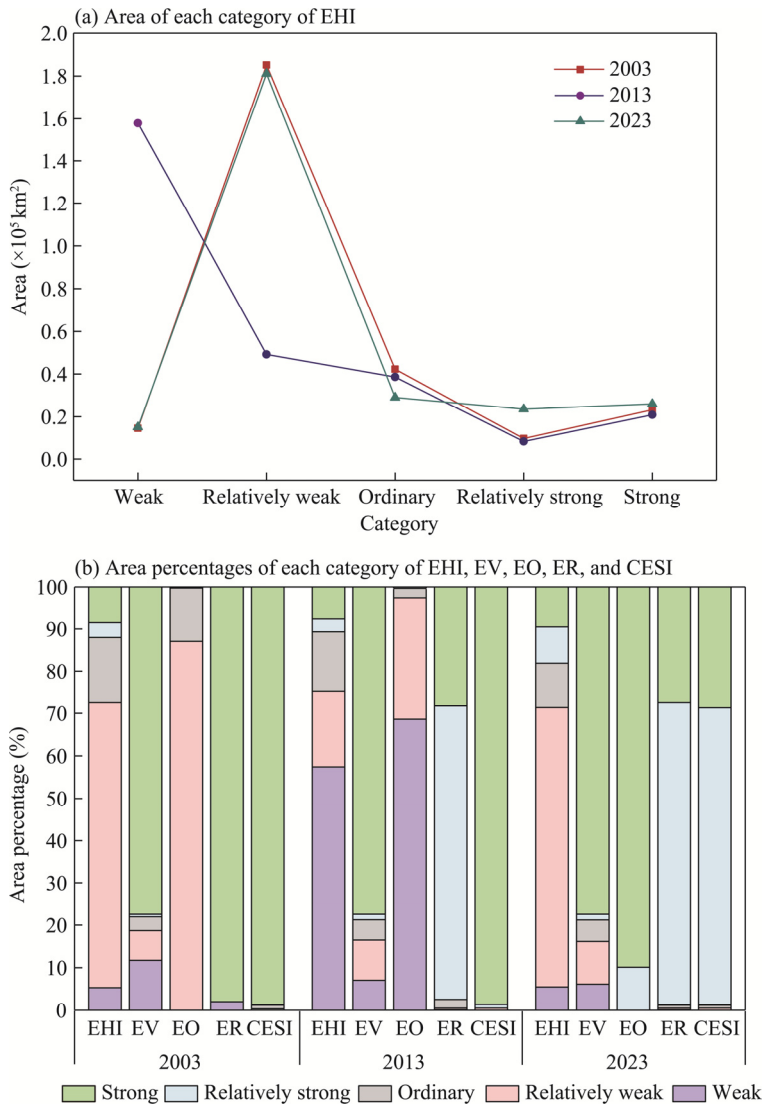 (a) Area of each category of EHI
2.0
1.8
1.6
1.4
1.2
1.0
0.8
0.6
0.4
0.2
0.0
Area (×10⁵ km²)
2003
2013
2023
Weak Relatively weak Ordinary Relatively strong Strong
Category
(b) Area percentages of each category of EHI, EV, EO, ER, and CESI
100
90
80
70
60
50
40
30
20
10
0
Area percentage (%)
EHI EV EO ER CESI EHI EV EO ER CESI EHI EV EO ER CESI
2003 2013 2023
Strong Relatively strong Ordinary Relatively weak Weak